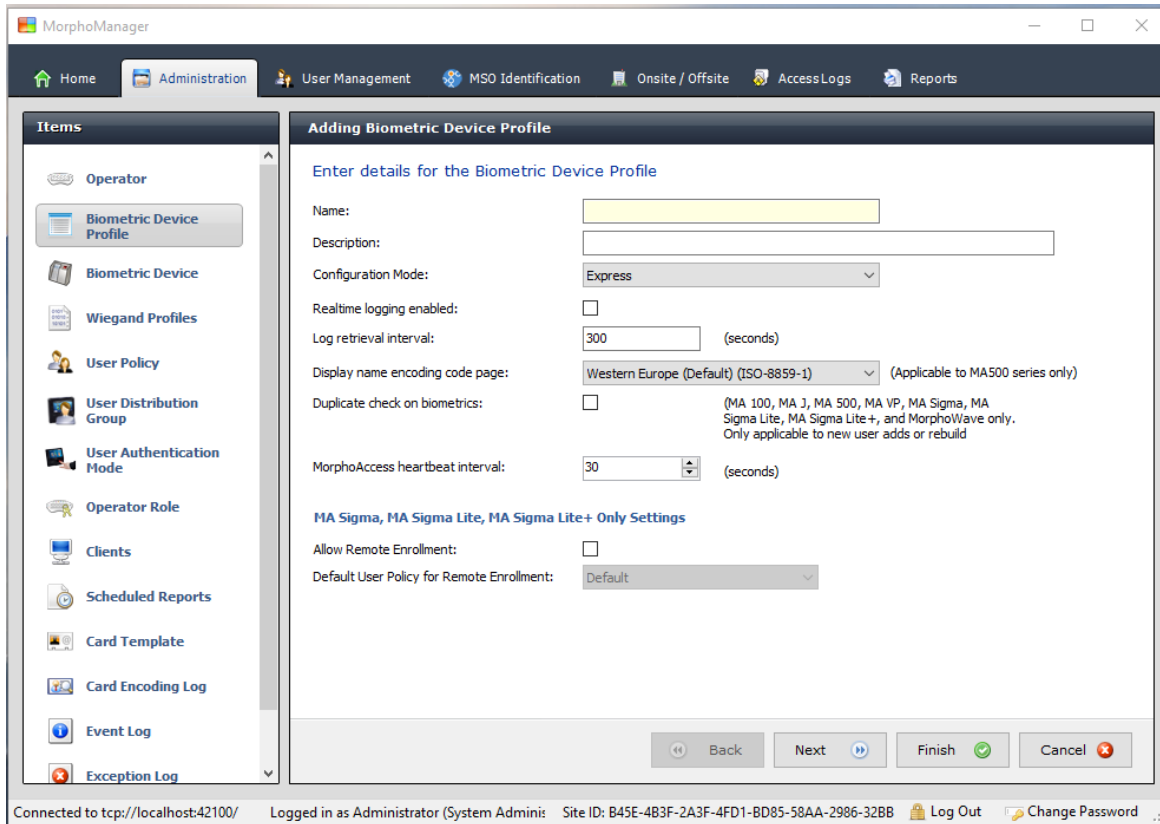 MorphoManager
Home
Administration
User Management
MSO Identification
Onsite / Offsite
Access Logs
Reports
Items
Operator
Biometric Device
Profile
Biometric Device
Wiegand Profiles
User Policy
User Distribution
Group
User Authentication
Mode
Operator Role
Clients
Scheduled Reports
Card Template
Card Encoding Log
Event Log
Exception Log
Adding Biometric Device Profile
Enter details for the Biometric Device Profile
Name:
Description:
Configuration Mode: Express
Realtime logging enabled:
Log retrieval interval: 300 (seconds)
Display name encoding code page: Western Europe (Default) (ISO-8859-1) (Applicable to MA500 series only)
Duplicate check on biometrics: (MA 100, MA J, MA 500, MA VP, MA Sigma, MA
Sigma Lite, MA Sigma Lite+, and MorphoWave only.
Only applicable to new user adds or rebuild
MorphoAccess heartbeat interval: 30 (seconds)
MA Sigma, MA Sigma Lite, MA Sigma Lite+ Only Settings
Allow Remote Enrollment:
Default User Policy for Remote Enrollment: Default
Back
Next
Finish
Cancel
Connected to tcp://localhost:42100/ Logged in as Administrator (System Adminis Site ID: B45E-4B3F-2A3F-4FD1-BD85-58AA-2986-32BB Log Out Change Password